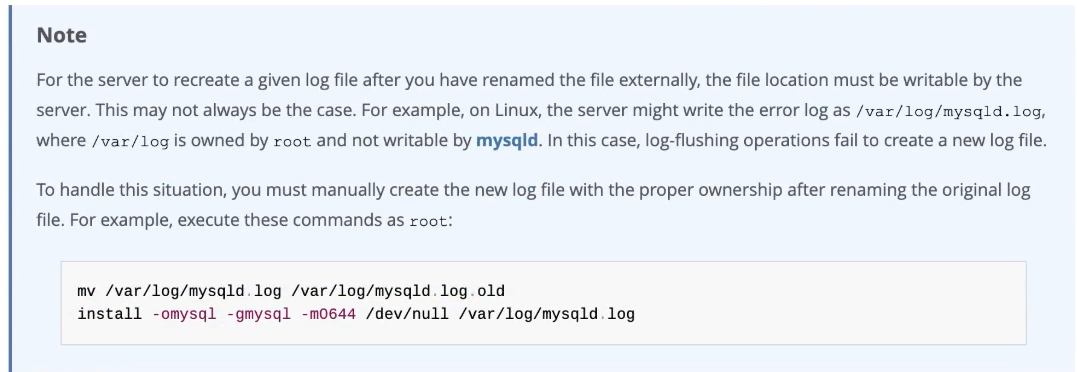 Note
For the server to recreate a given log file after you have renamed the file externally, the file location must be writable by the
server. This may not always be the case. For example, on Linux, the server might write the error log as /var/log/mysqld.log,
where /var/log is owned by root and not writable by mysqld. In this case, log-flushing operations fail to create a new log file.
To handle this situation, you must manually create the new log file with the proper ownership after renaming the original log
file. For example, execute these commands as root:
mv /var/log/mysqld.log /var/log/mysqld.log.old
install -omysql -gmysql -m0644 /dev/null /var/log/mysqld.log